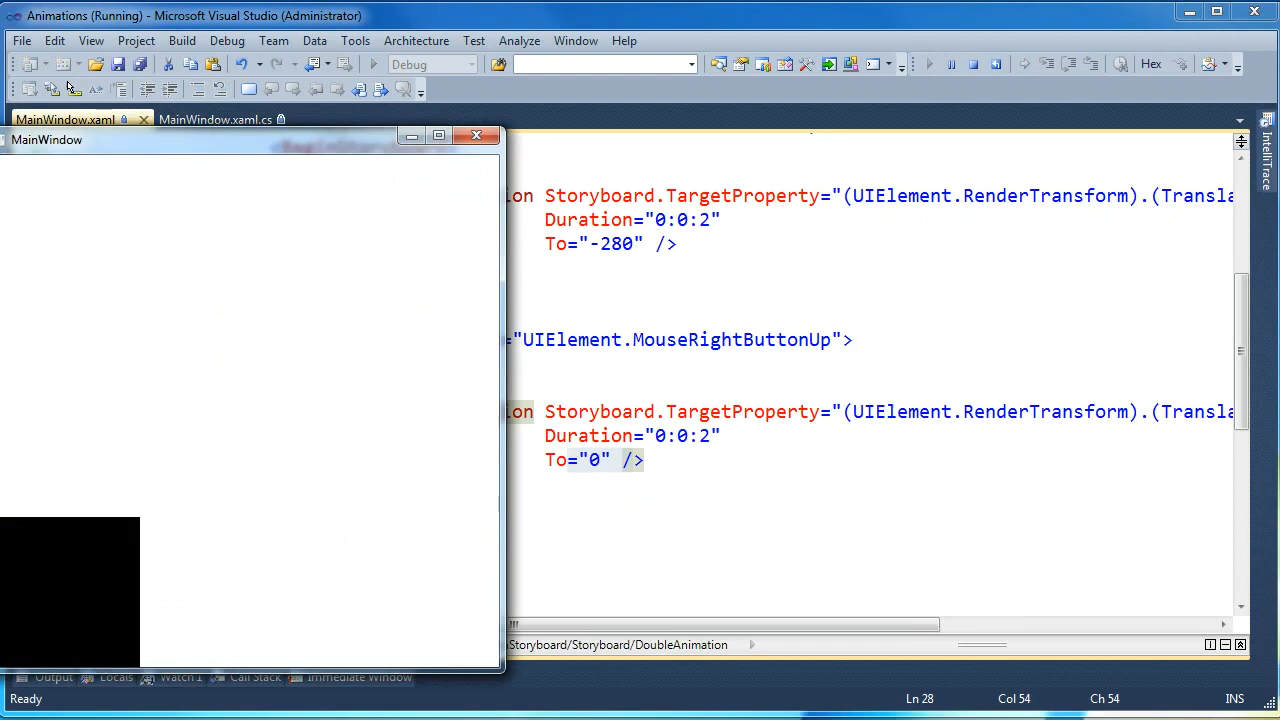 Animations (Running) - Microsoft Visual Studio (Administrator)
File Edit View Project Build Debug Team Data Tools Architecture Test Analyze Window Help
Debug
Hex
MainWindow.xaml MainWindow.xaml.cs
MainWindow
ion Storyboard.TargetProperty="(UIElement.RenderTransform).(Transla
Duration="0:0:2"
To="-280" />
="UIElement.MouseRightButtonUp">
ion Storyboard.TargetProperty="(UIElement.RenderTransform).(Transla
Duration="0:0:2"
To="0" />
Storyboard/Storyboard/DoubleAnimation
Output Locals Watch 1 Call Stack Immediate Window
Ready Ln 28 Col 54 Ch 54 INS
IntelliTrace